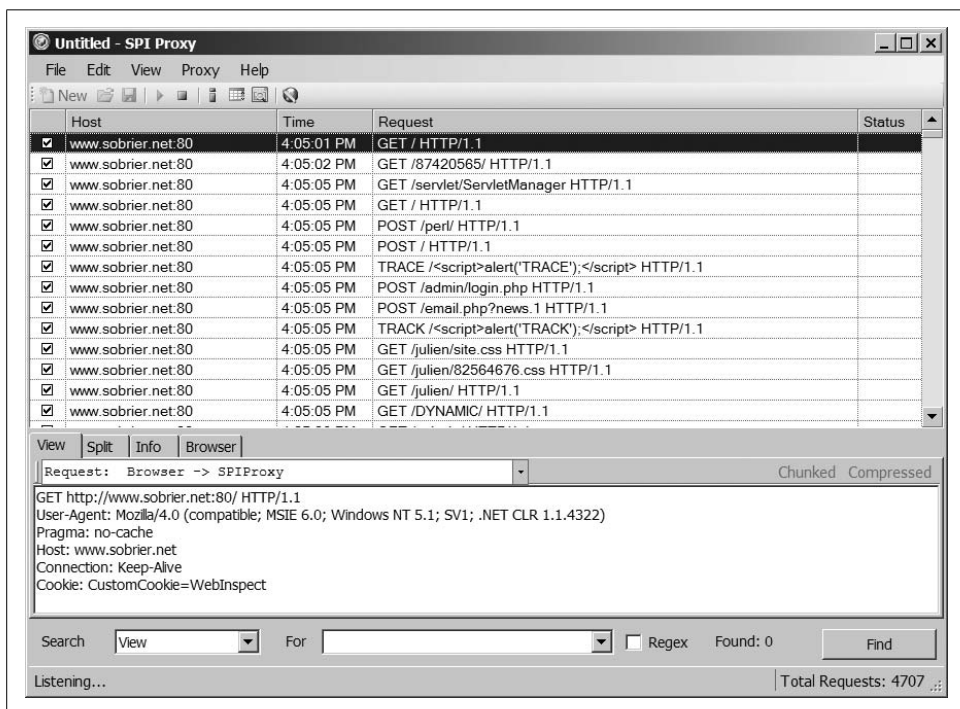 Untitled - SPI Proxy
File Edit View Proxy Help
New
Host Time Request Status
www.sobrier.net:80 4:05:01 PM GET / HTTP/1.1
www.sobrier.net:80 4:05:02 PM GET /87420565/ HTTP/1.1
www.sobrier.net:80 4:05:05 PM GET /servlet/ServletManager HTTP/1.1
www.sobrier.net:80 4:05:05 PM GET / HTTP/1.1
www.sobrier.net:80 4:05:05 PM POST /perl/ HTTP/1.1
www.sobrier.net:80 4:05:05 PM POST / HTTP/1.1
www.sobrier.net:80 4:05:05 PM TRACE /<script>alert('TRACE');</script> HTTP/1.1
www.sobrier.net:80 4:05:05 PM POST /admin/login.php HTTP/1.1
www.sobrier.net:80 4:05:05 PM POST /email.php?news.1 HTTP/1.1
www.sobrier.net:80 4:05:05 PM TRACK /<script>alert('TRACK');</script> HTTP/1.1
www.sobrier.net:80 4:05:05 PM GET /julien/site.css HTTP/1.1
www.sobrier.net:80 4:05:05 PM GET /julien/82564676.css HTTP/1.1
www.sobrier.net:80 4:05:05 PM GET /julien/ HTTP/1.1
www.sobrier.net:80 4:05:05 PM GET /DYNAMIC/ HTTP/1.1
View Split Info Browser
Request: Browser -> SPIProxy Chunked Compressed
GET http://www.sobrier.net:80/ HTTP/1.1
User-Agent: Mozilla/4.0 (compatible; MSIE 6.0; Windows NT 5.1; SV1; .NET CLR 1.1.4322)
Pragma: no-cache
Host: www.sobrier.net
Connection: Keep-Alive
Cookie: CustomCookie=WebInspect
Search View For Regex Found: 0 Find
Listening... Total Requests: 4707